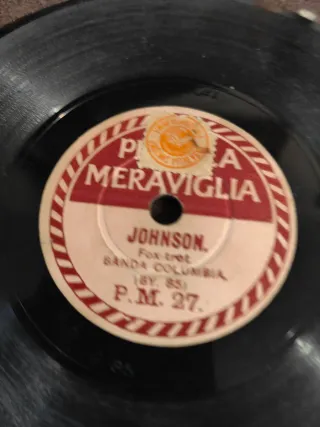 MERAVIGLIA
JOHNSON.
Fox-trot
BANDA COLUMBIA.
(BY. 85)
P.M. 27.